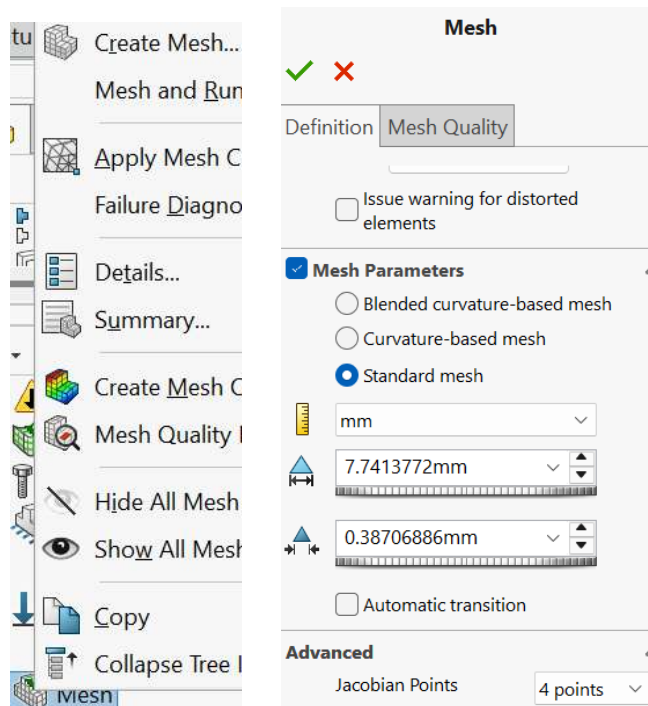 tu
Create Mesh...
Mesh and Run
Apply Mesh C
Failure Diagno
Details...
Summary...
Create Mesh C
Mesh Quality
Hide All Mesh
Show All Mesh
Copy
Collapse Tree I
Mesh
Mesh
Definition Mesh Quality
Issue warning for distorted
elements
Mesh Parameters
Blended curvature-based mesh
Curvature-based mesh
Standard mesh
mm
7.7413772mm
0.38706886mm
Automatic transition
Advanced
Jacobian Points 4 points